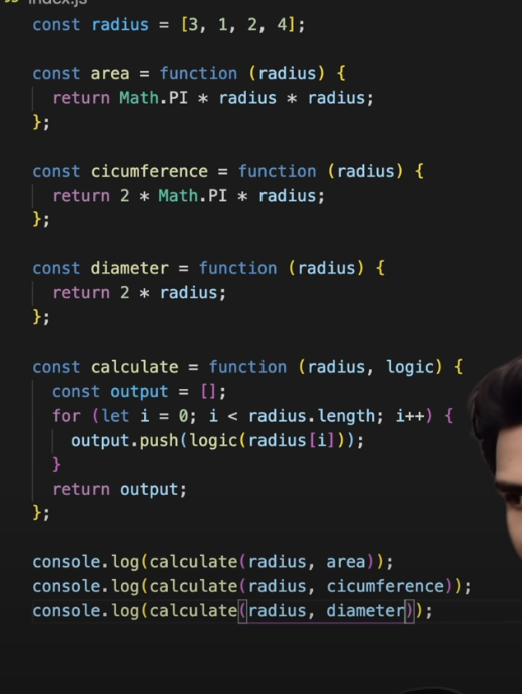 index.js
const radius = [3, 1, 2, 4];
const area = function (radius) {
  return Math.PI * radius * radius;
};
const cicumference = function (radius) {
  return 2 * Math.PI * radius;
};
const diameter = function (radius) {
  return 2 * radius;
};
const calculate = function (radius, logic) {
  const output = [];
  for (let i = 0; i < radius.length; i++) {
    output.push(logic(radius[i]));
  }
  return output;
};
console.log(calculate(radius, area));
console.log(calculate(radius, cicumference));
console.log(calculate(radius, diameter));